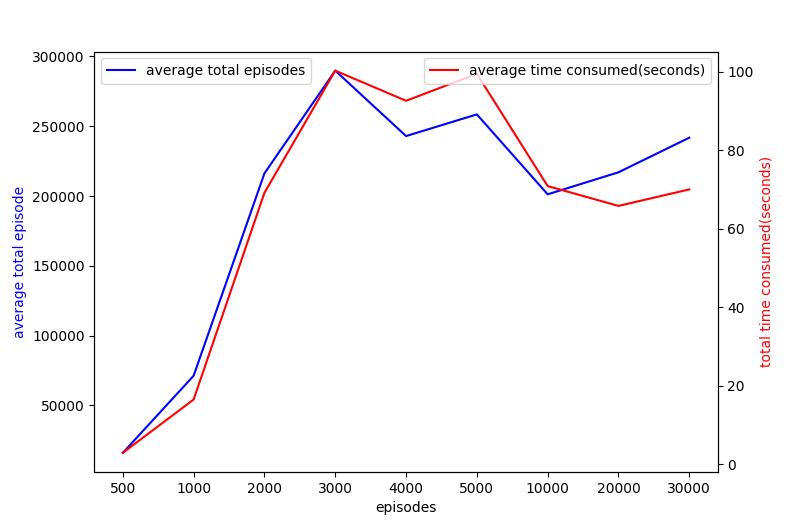 average total episodes
average time consumed(seconds)
300000
250000
200000
150000
100000
50000
average total episode
100
80
60
40
20
0
total time consumed(seconds)
500 1000 2000 3000 4000 5000 10000 20000 30000
episodes